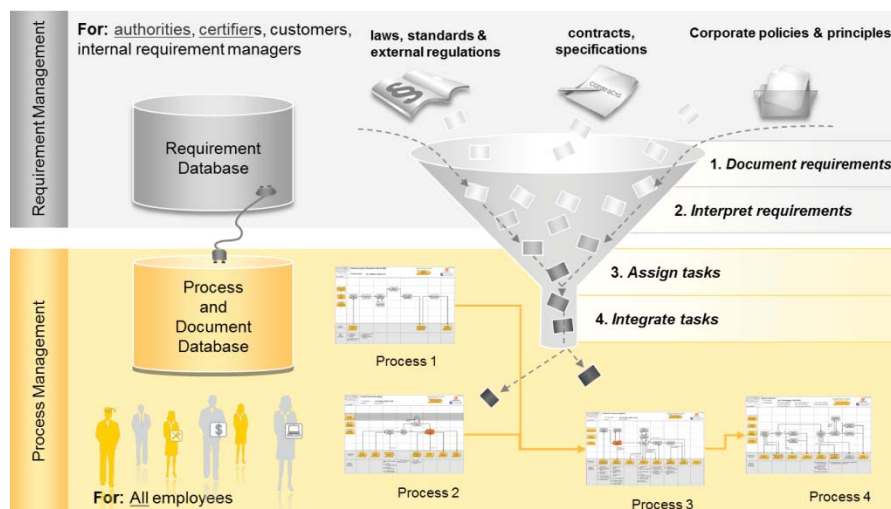 Requirement Management
For: authorities, certifiers, customers,
internal requirement managers
laws, standards &
external regulations
contracts,
specifications
Corporate policies & principles
§
contracts
Requirement
Database
1. Document requirements
2. Interpret requirements
Process Management
Process
and
Document
Database
3. Assign tasks
4. Integrate tasks
Process 1
Process 2
Process 3
Process 4
$
For: All employees